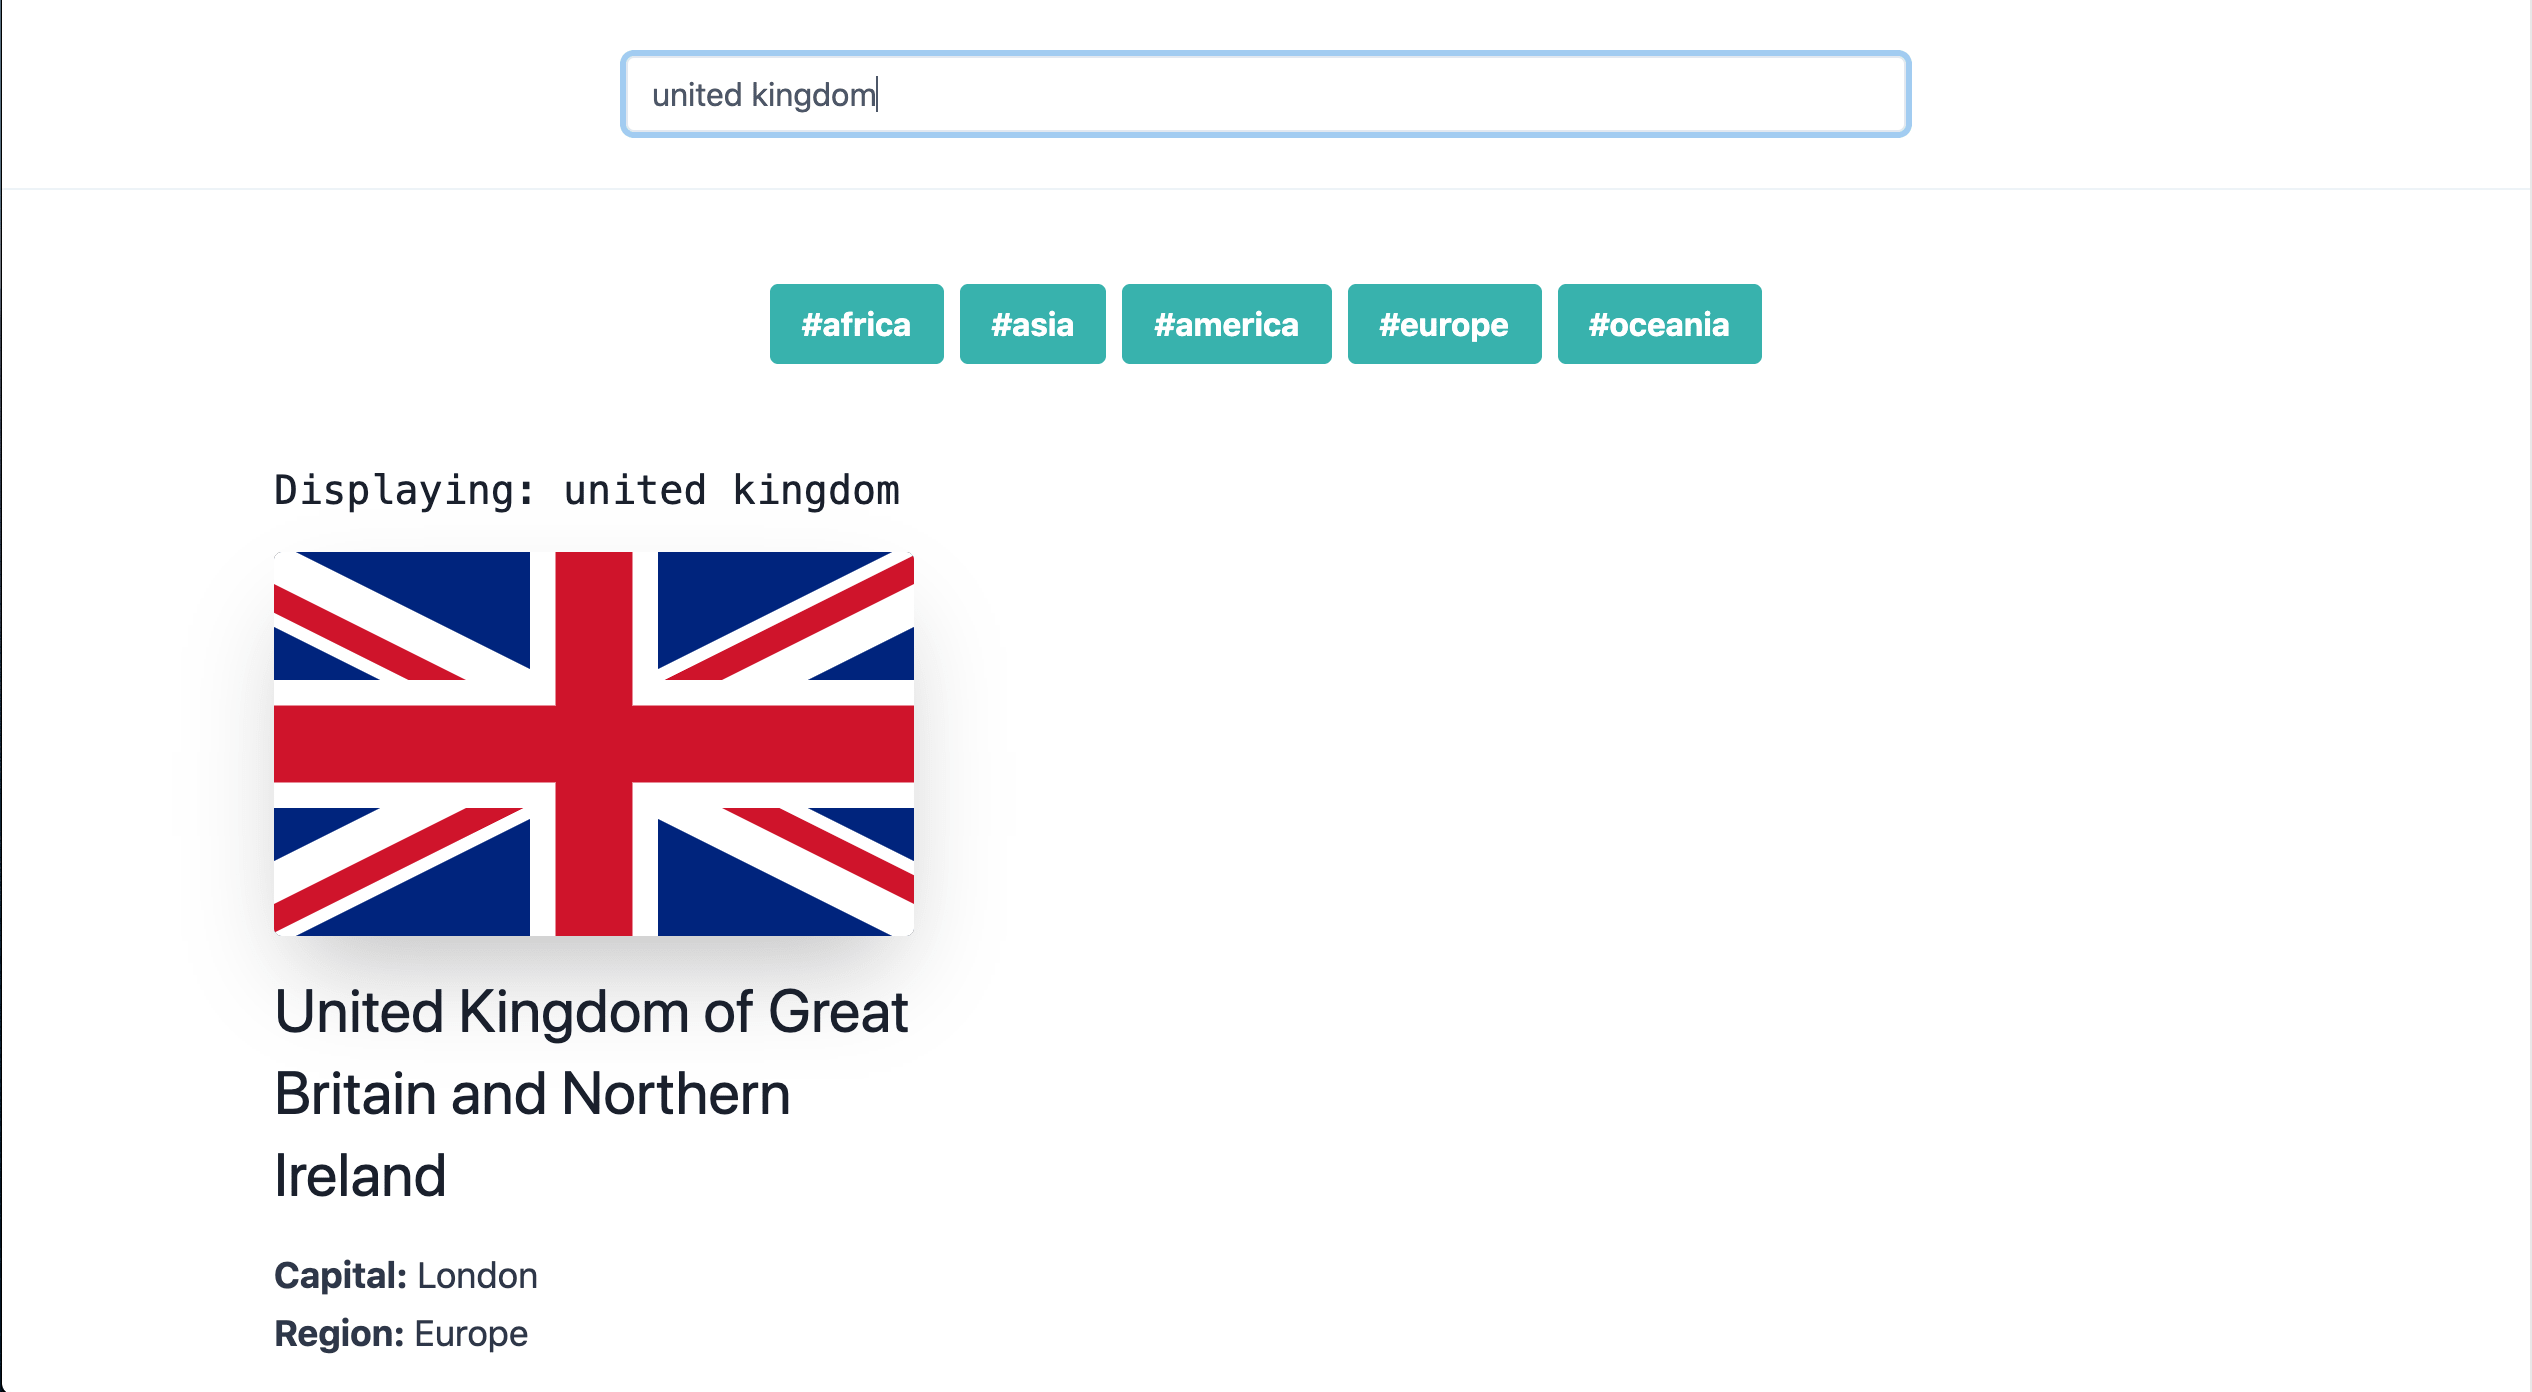 united kingdom
#africa #asia #america #europe #oceania
Displaying: united kingdom
United Kingdom of Great
Britain and Northern
Ireland
Capital: London
Region: Europe